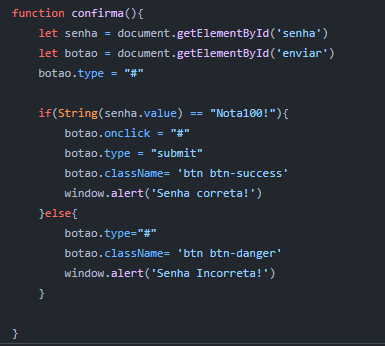 function confirma(){
let senha = document.getElementById('senha')
let botao = document.getElementById('enviar')
botao.type = "#"
if(String(senha.value) == "Nota100!"){
botao.onclick = "#"
botao.type = "submit"
botao.className= 'btn btn-success'
window.alert('Senha correta!')
}else{
botao.type="#"
botao.className= 'btn btn-danger'
window.alert('Senha Incorreta!')
}
}